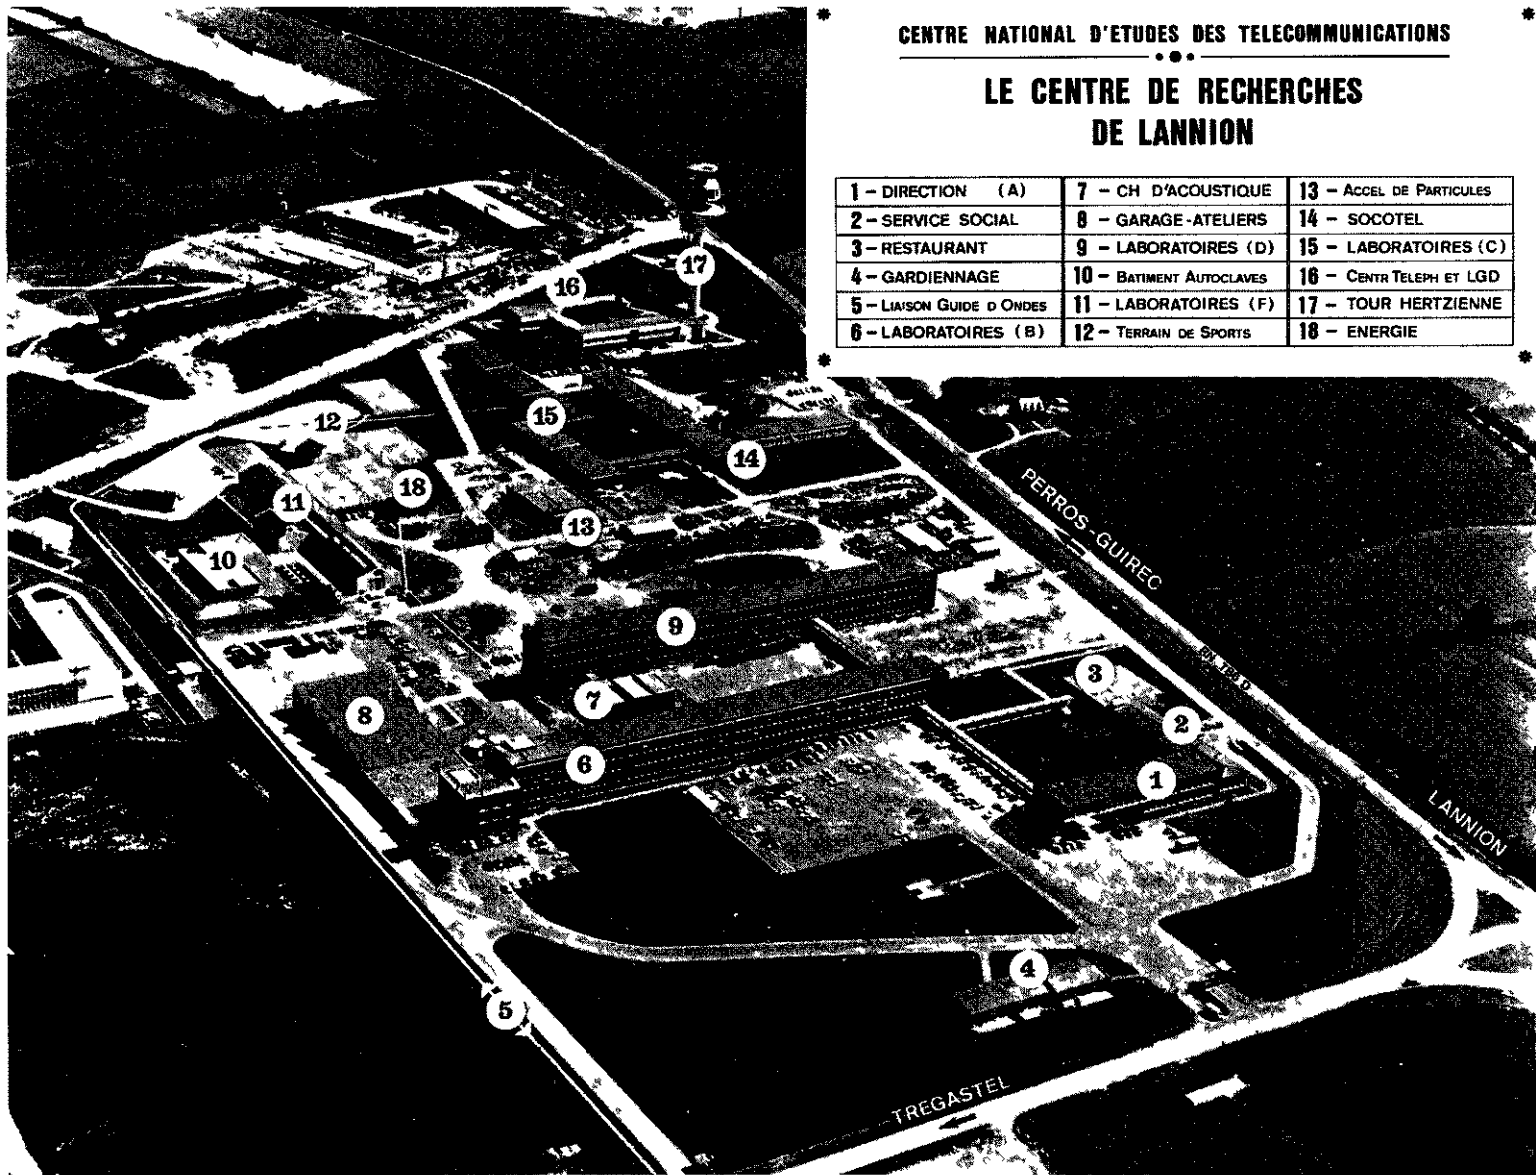 CENTRE NATIONAL D'ETUDES DES TELECOMMUNICATIONS
LE CENTRE DE RECHERCHES
DE LANNION
1 - DIRECTION (A)
2 - SERVICE SOCIAL
3 - RESTAURANT
4 - GARDIENNAGE
5 - LIAISON GUIDE D ONDES
6 - LABORATOIRES (B)
7 - CH D'ACOUSTIQUE
8 - GARAGE-ATELIERS
9 - LABORATOIRES (D)
10 - BATIMENT AUTOCLAVES
11 - LABORATOIRES (F)
12 - TERRAIN DE SPORTS
13 - ACCEL DE PARTICULES
14 - SOCOTEL
15 - LABORATOIRES (C)
16 - CENTR TELEPH ET LGD
17 - TOUR HERTZIENNE
18 - ENERGIE
17
16
12
15
14
18
11
13
10
PERROS-GUIREC
9
3
7
8
2
6
1
LANNION
4
5
TREGASTEL